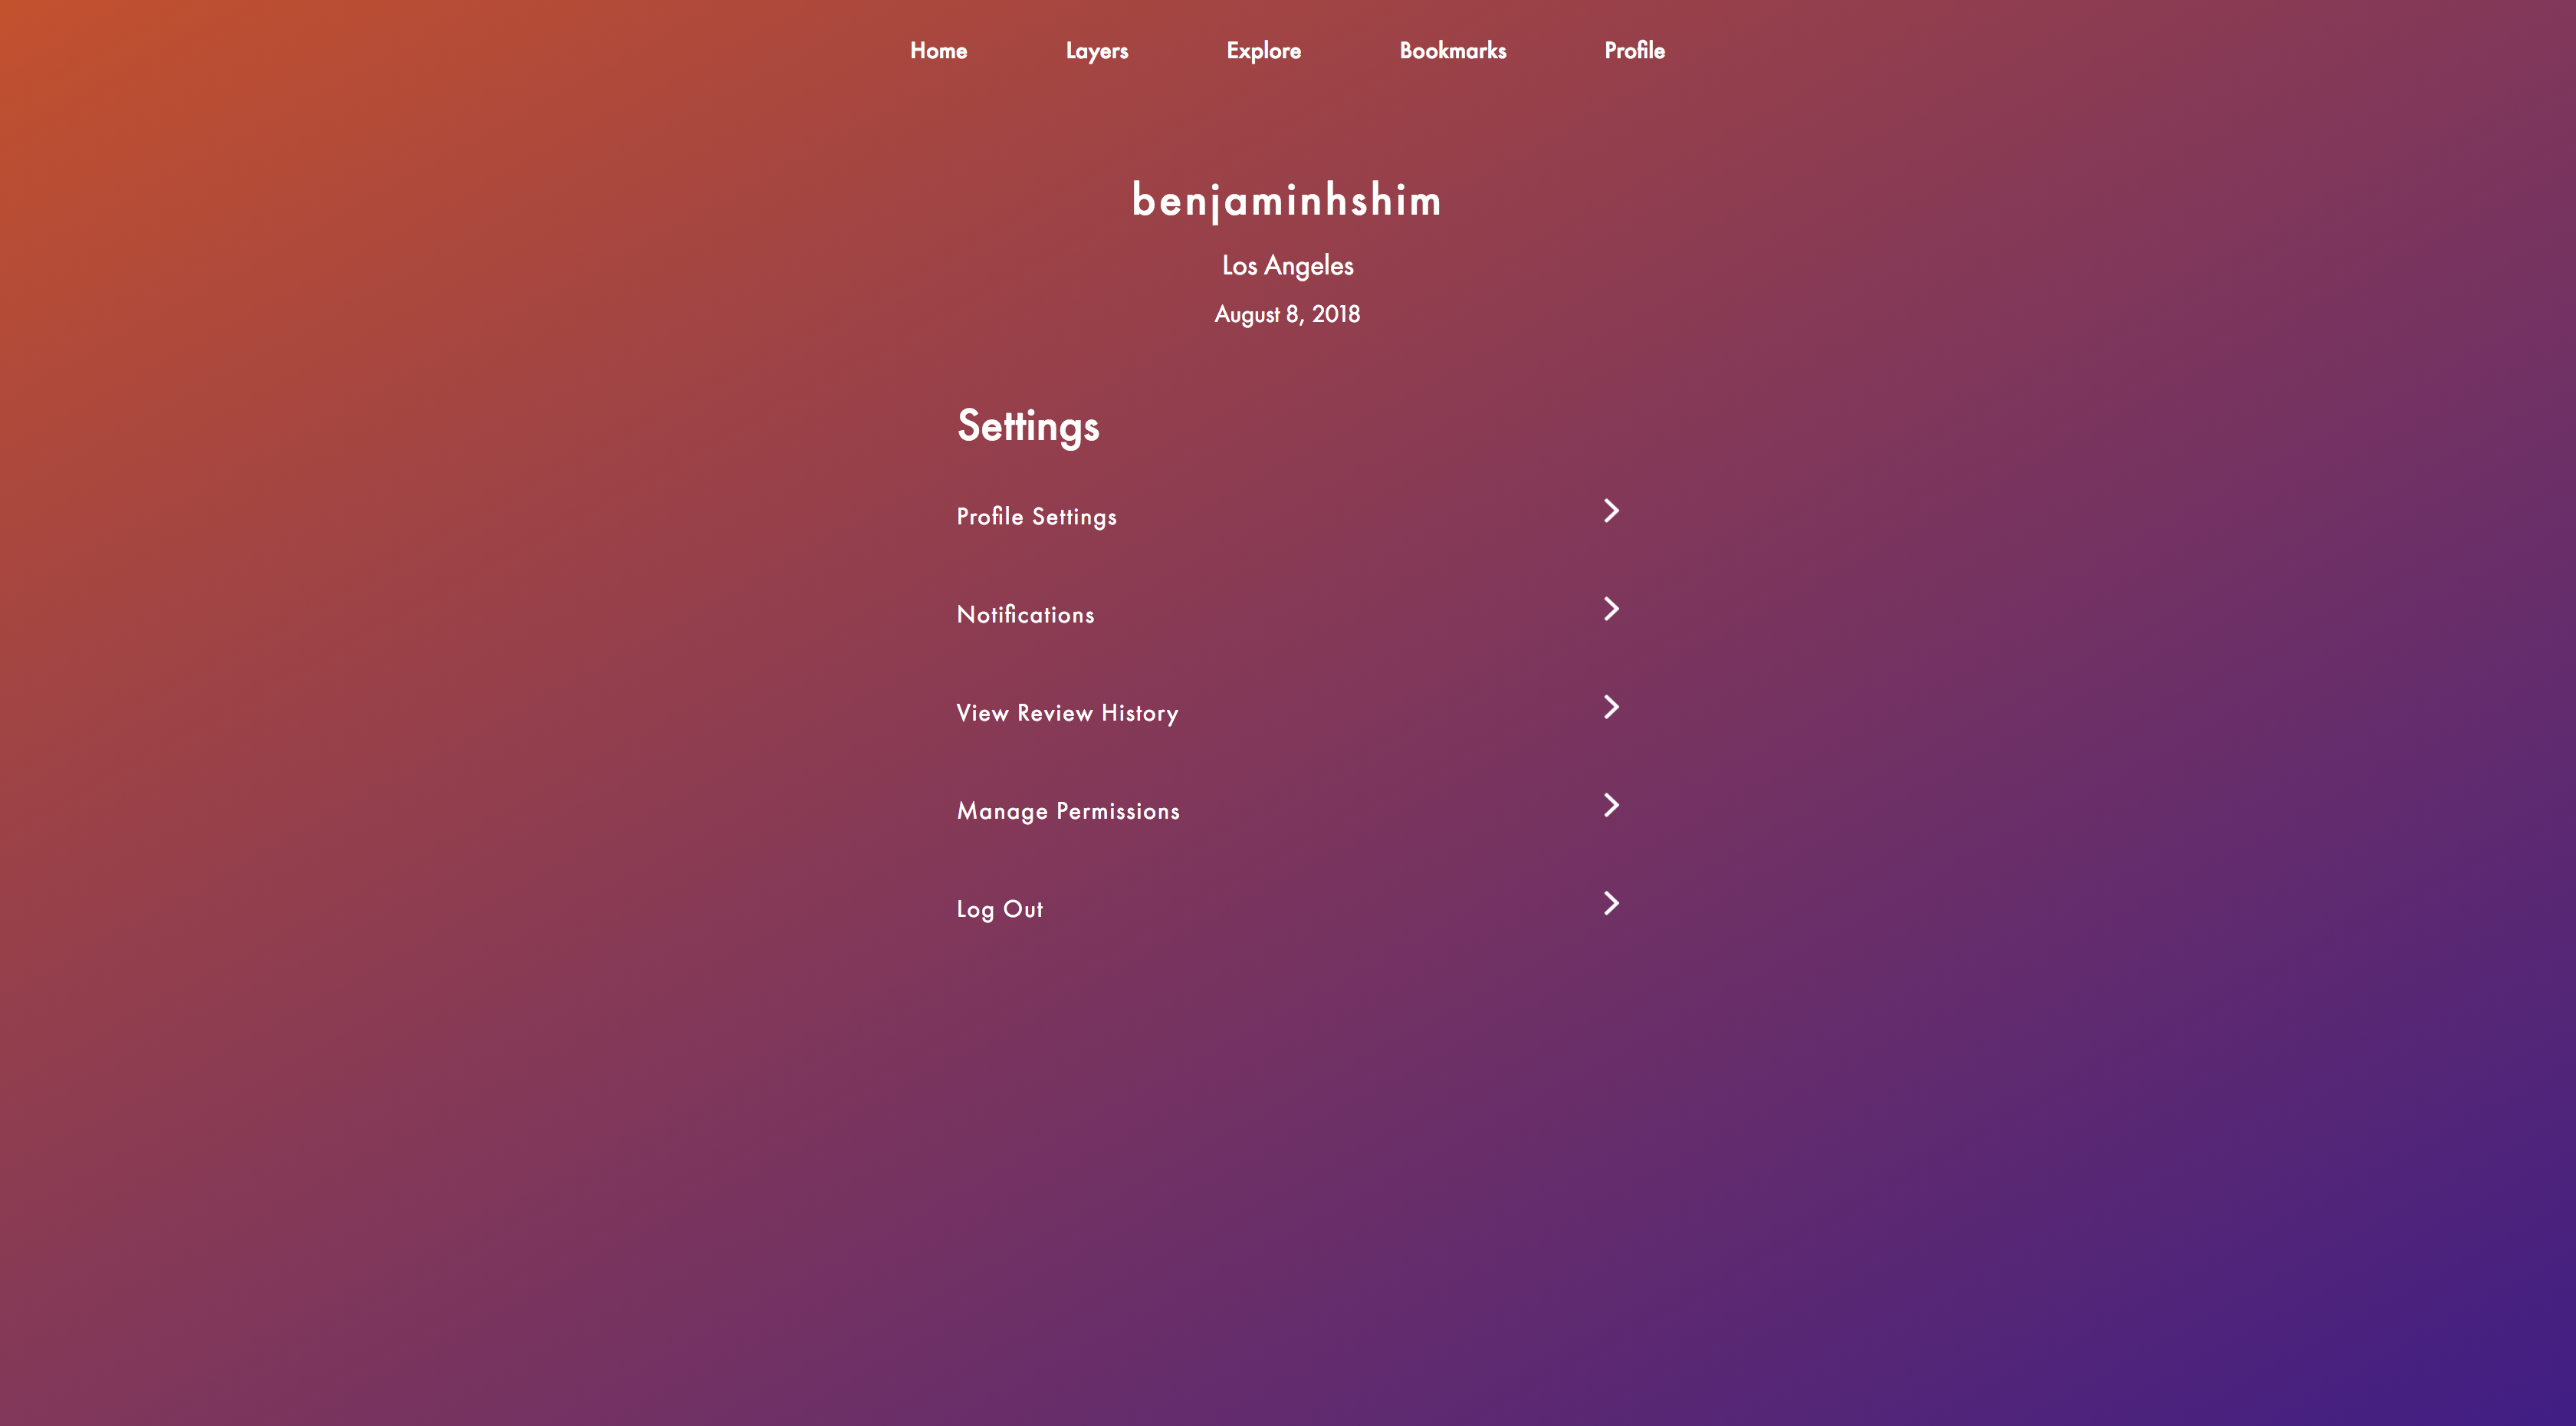 Home Layers Explore Bookmarks Profile
benjaminhshim
Los Angeles
August 8, 2018
Settings
Profile Settings
Notifications
View Review History
Manage Permissions
Log Out